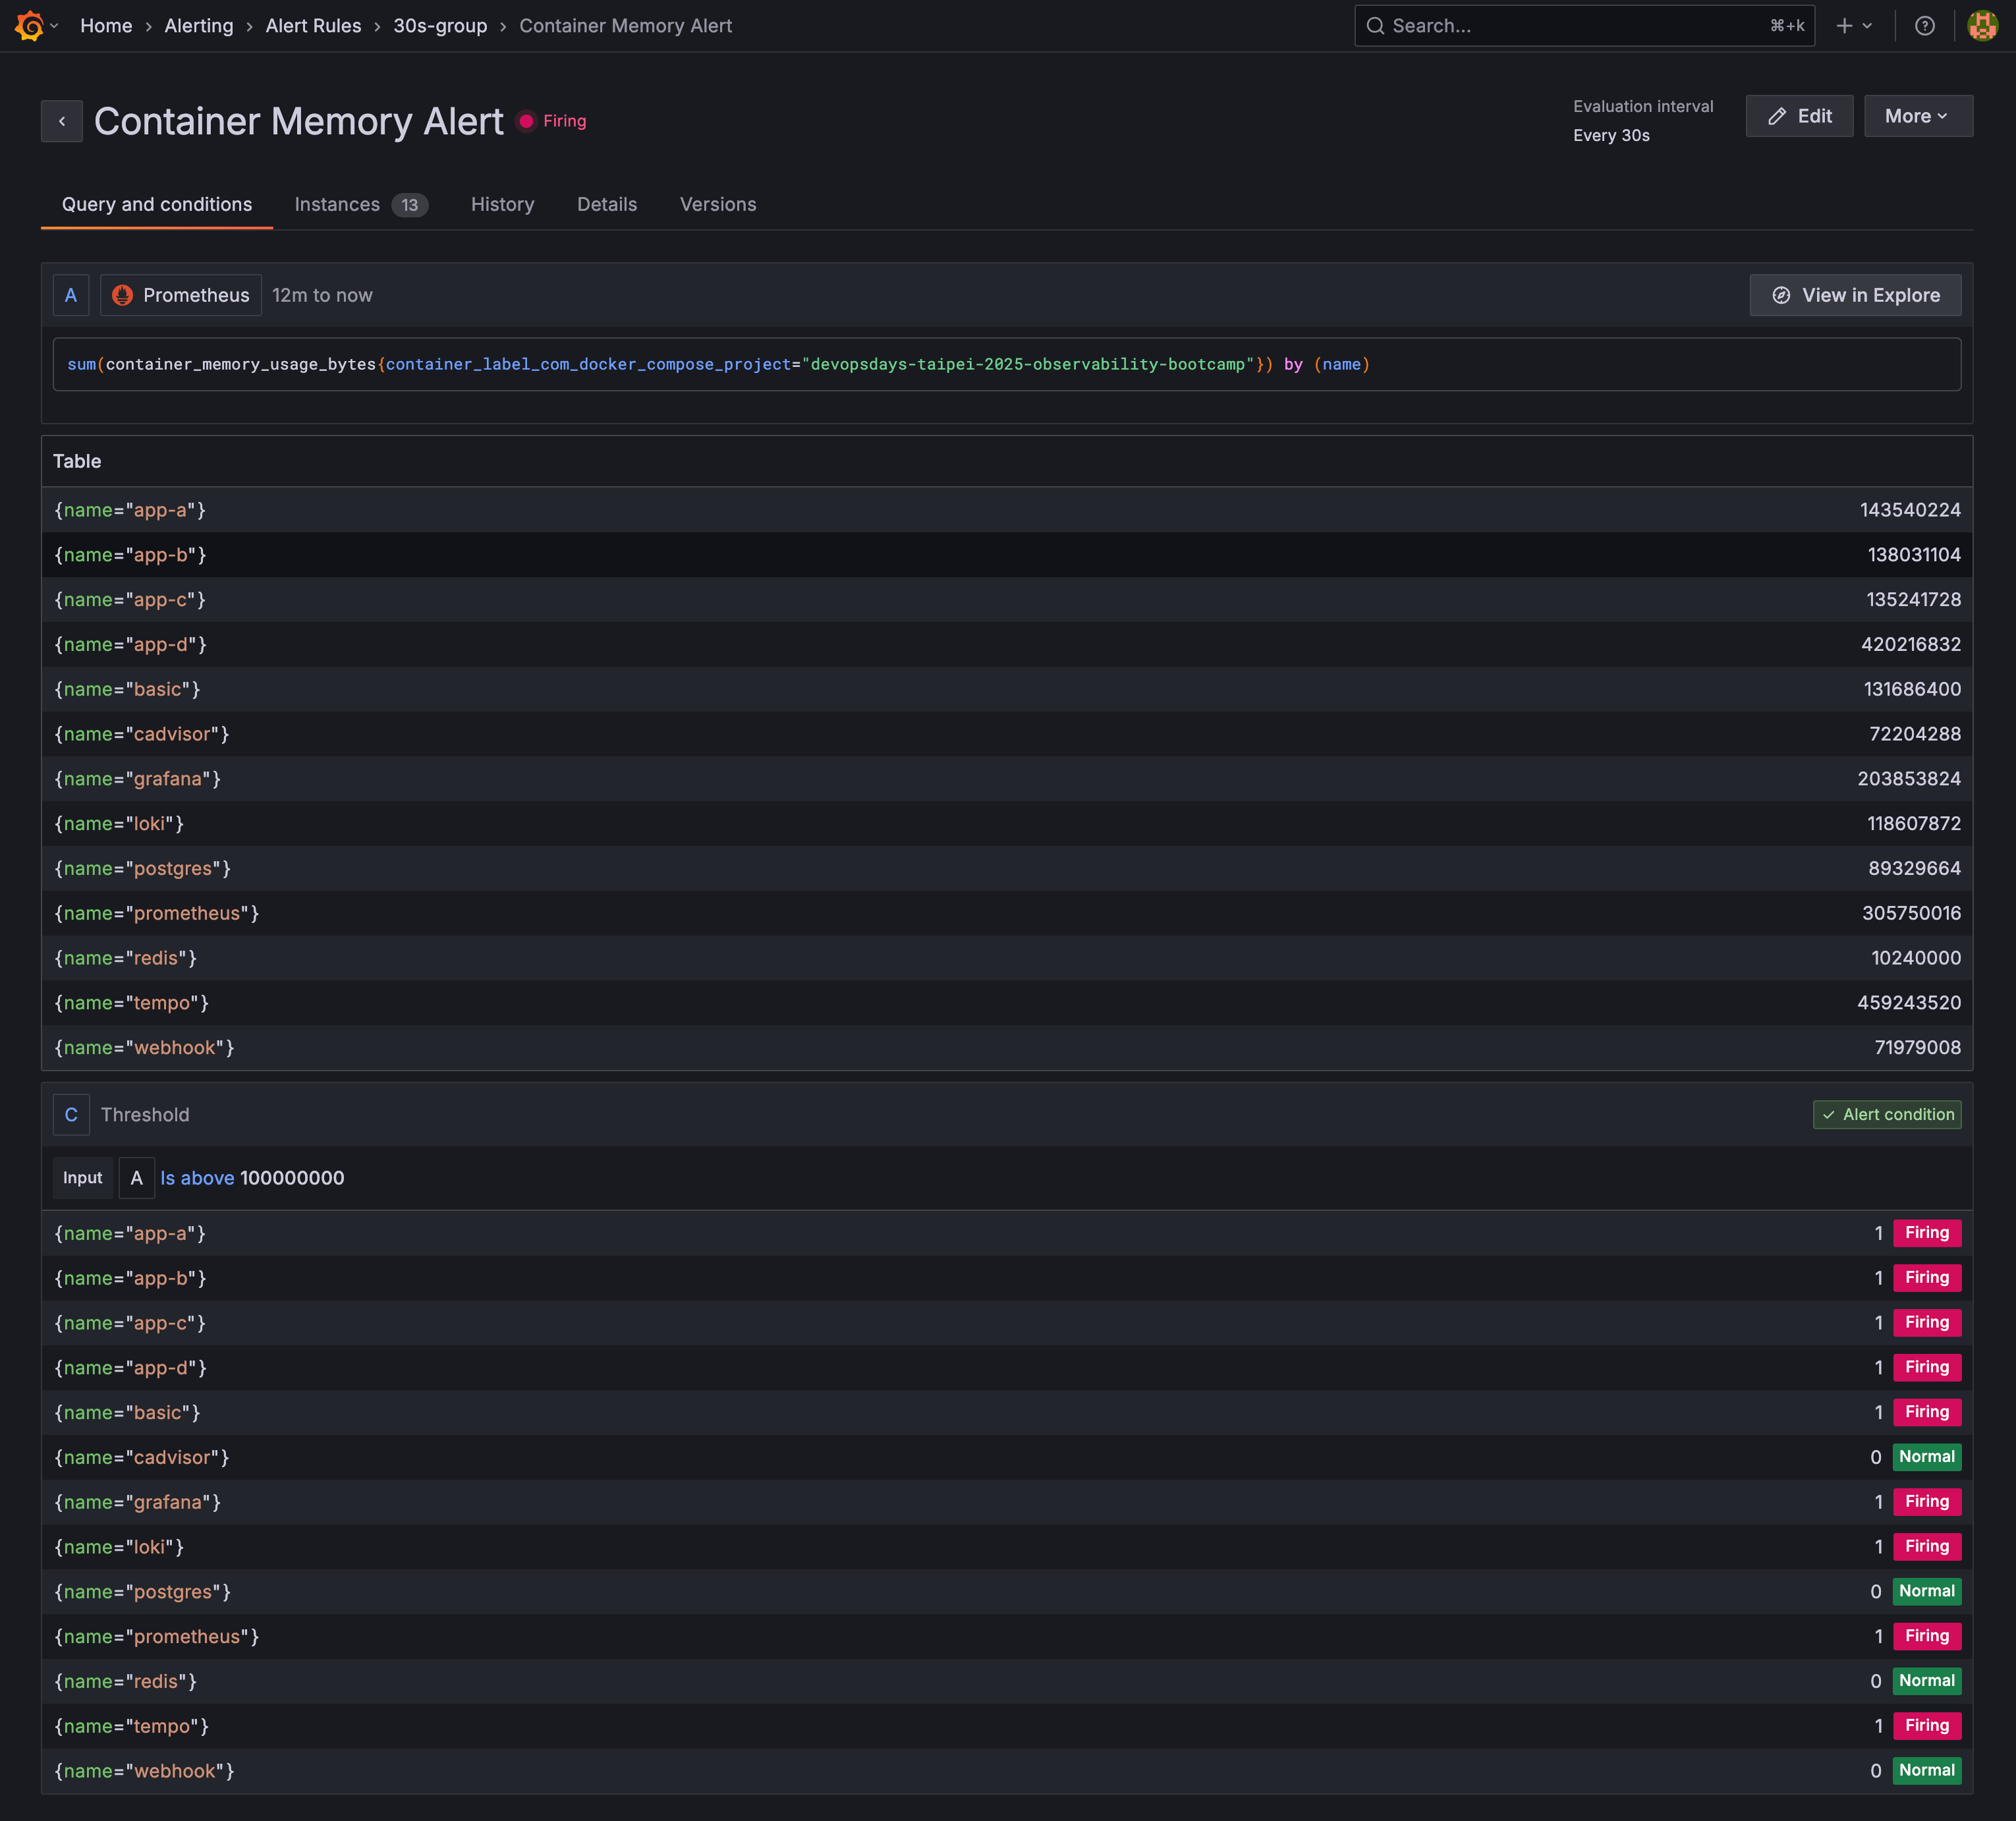 Home › Alerting › Alert Rules › 30s-group › Container Memory Alert
Search... ⌘+k
Container Memory Alert Firing
Evaluation interval
Every 30s
Edit
More
Query and conditions
Instances 13
History
Details
Versions
A Prometheus 12m to now
View in Explore
sum(container_memory_usage_bytes{container_label_com_docker_compose_project="devopsdays-taipei-2025-observability-bootcamp"}) by (name)
Table
{name="app-a"} 143540224
{name="app-b"} 138031104
{name="app-c"} 135241728
{name="app-d"} 420216832
{name="basic"} 131686400
{name="cadvisor"} 72204288
{name="grafana"} 203853824
{name="loki"} 118607872
{name="postgres"} 89329664
{name="prometheus"} 305750016
{name="redis"} 10240000
{name="tempo"} 459243520
{name="webhook"} 71979008
C Threshold
Alert condition
Input A Is above 100000000
{name="app-a"} 1 Firing
{name="app-b"} 1 Firing
{name="app-c"} 1 Firing
{name="app-d"} 1 Firing
{name="basic"} 1 Firing
{name="cadvisor"} 0 Normal
{name="grafana"} 1 Firing
{name="loki"} 1 Firing
{name="postgres"} 0 Normal
{name="prometheus"} 1 Firing
{name="redis"} 0 Normal
{name="tempo"} 1 Firing
{name="webhook"} 0 Normal